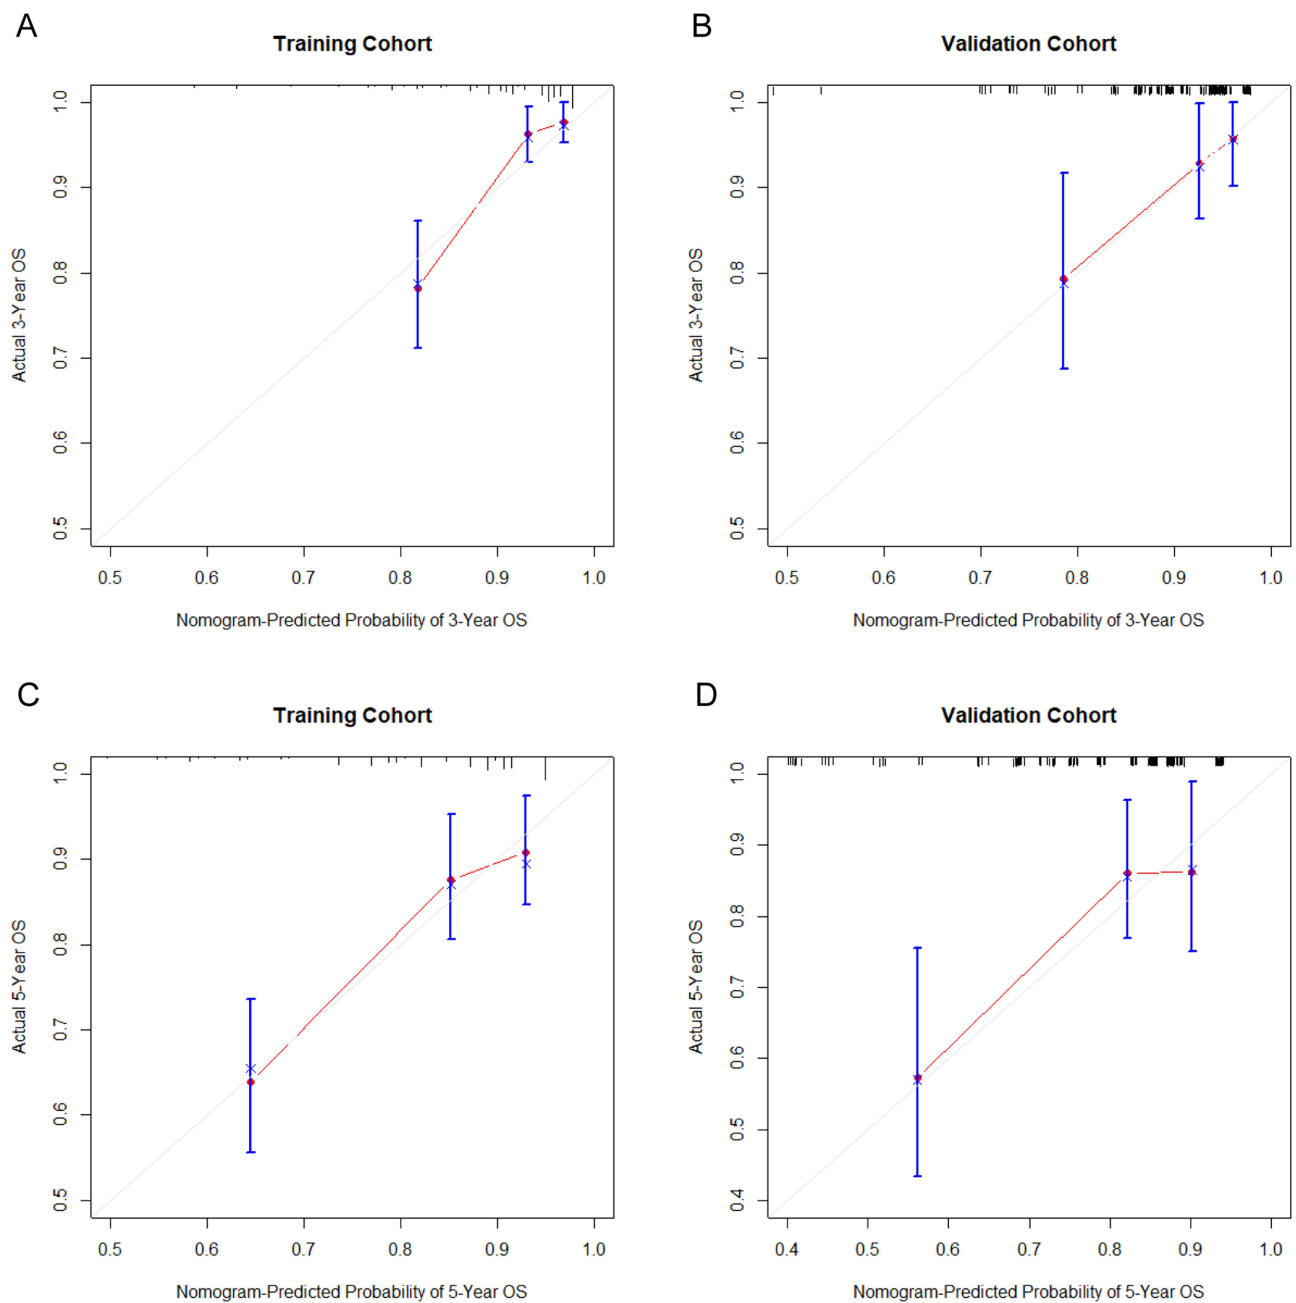 A
Training Cohort
1.0
0.9
0.8
0.7
0.6
0.5
Actual 3-Year OS
0.5 0.6 0.7 0.8 0.9 1.0
Nomogram-Predicted Probability of 3-Year OS
B
Validation Cohort
1.0
0.9
0.8
0.7
0.6
0.5
Actual 3-Year OS
0.5 0.6 0.7 0.8 0.9 1.0
Nomogram-Predicted Probability of 3-Year OS
C
Training Cohort
1.0
0.9
0.8
0.7
0.6
0.5
Actual 5-Year OS
0.5 0.6 0.7 0.8 0.9 1.0
Nomogram-Predicted Probability of 5-Year OS
D
Validation Cohort
1.0
0.9
0.8
0.7
0.6
0.5
0.4
Actual 5-Year OS
0.4 0.5 0.6 0.7 0.8 0.9 1.0
Nomogram-Predicted Probability of 5-Year OS